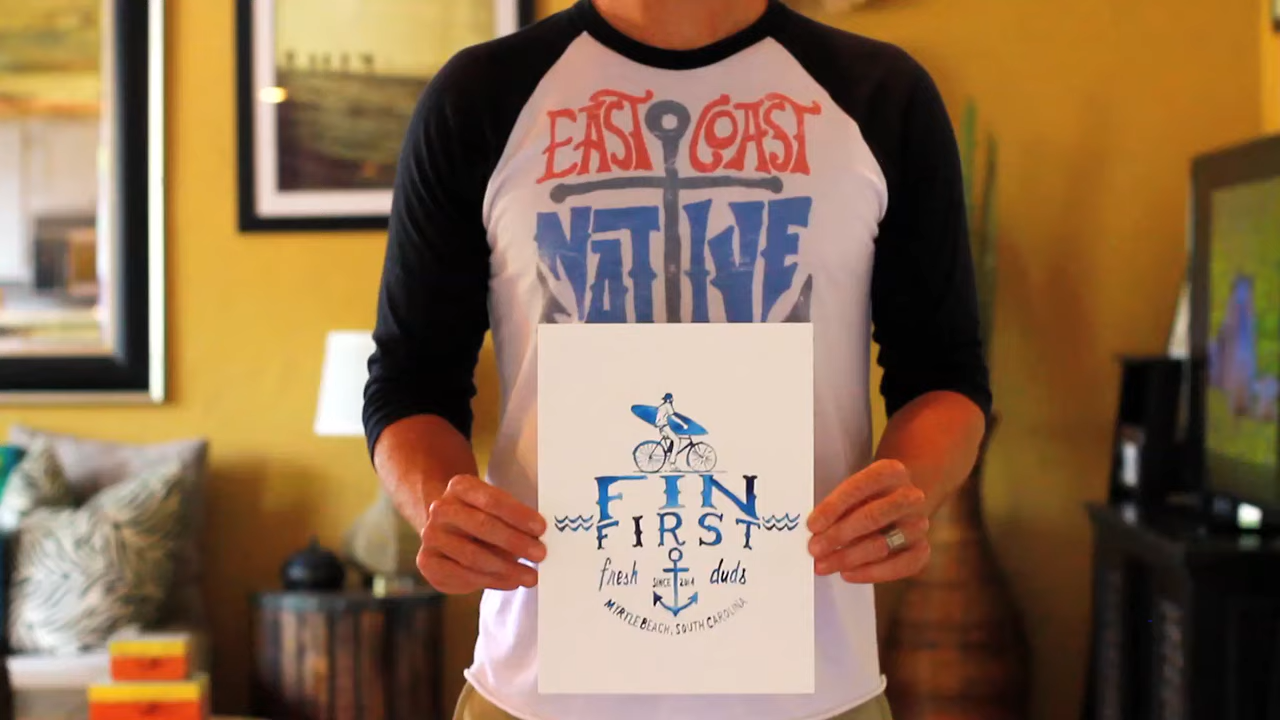 EAST COAST
NATIVE
FIN
FIRST
fresh SINCE 2014 duds
MYRTLE BEACH, SOUTH CAROLINA